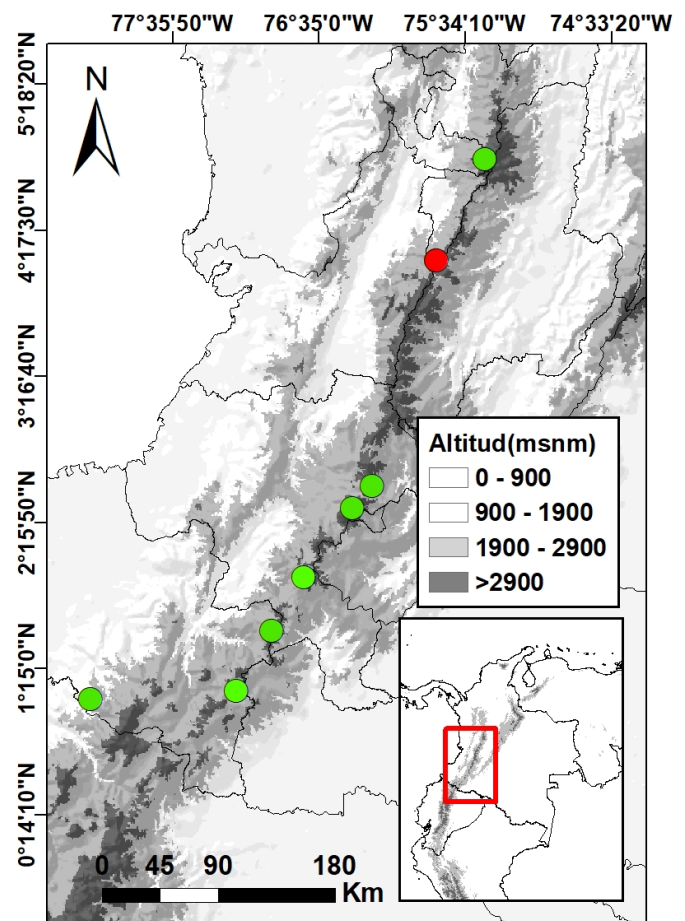 77°35'50"W 76°35'0"W 75°34'10"W 74°33'20"W
5°18'20"N
4°17'30"N
3°16'40"N
2°15'50"N
1°15'0"N
0°14'10"N
N
Altitud(msnm)
0 - 900
900 - 1900
1900 - 2900
>2900
0 45 90 180
Km